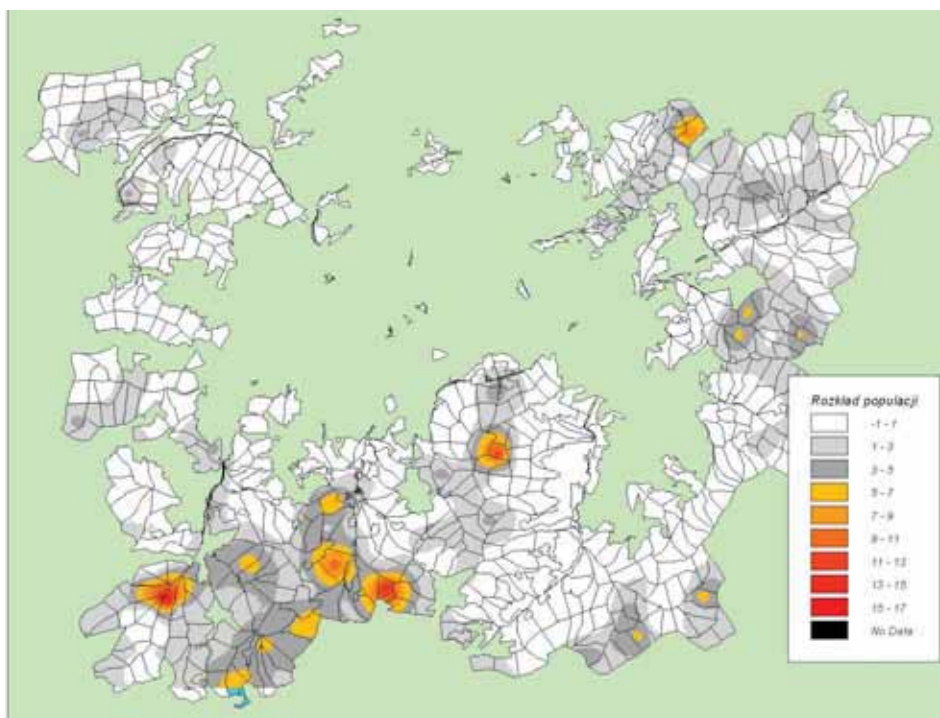 Rozkład populacji
-1 - 1
1 - 3
3 - 5
5 - 7
7 - 9
9 - 11
11 - 13
13 - 15
15 - 17
No Data